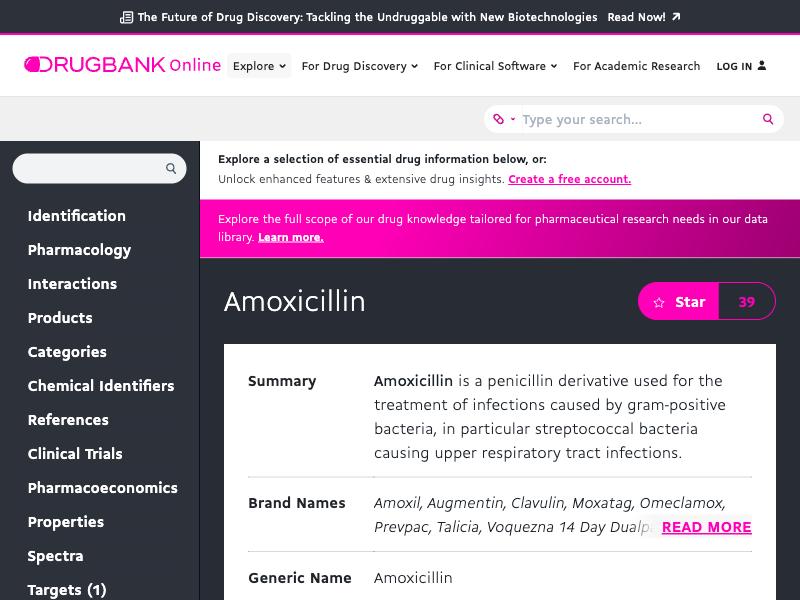 The Future of Drug Discovery: Tackling the Undruggable with New Biotechnologies Read Now!
DRUGBANK Online
Explore
For Drug Discovery
For Clinical Software
For Academic Research
LOG IN
Type your search...
Identification
Pharmacology
Interactions
Products
Categories
Chemical Identifiers
References
Clinical Trials
Pharmacoeconomics
Properties
Spectra
Targets (1)
Explore a selection of essential drug information below, or:
Unlock enhanced features & extensive drug insights. Create a free account.
Explore the full scope of our drug knowledge tailored for pharmaceutical research needs in our data
library. Learn more.
Amoxicillin
Star 39
Summary
Amoxicillin is a penicillin derivative used for the
treatment of infections caused by gram-positive
bacteria, in particular streptococcal bacteria
causing upper respiratory tract infections.
Brand Names
Amoxil, Augmentin, Clavulin, Moxatag, Omeclamox,
Prevpac, Talicia, Voquezna 14 Day READ MORE
Generic Name
Amoxicillin